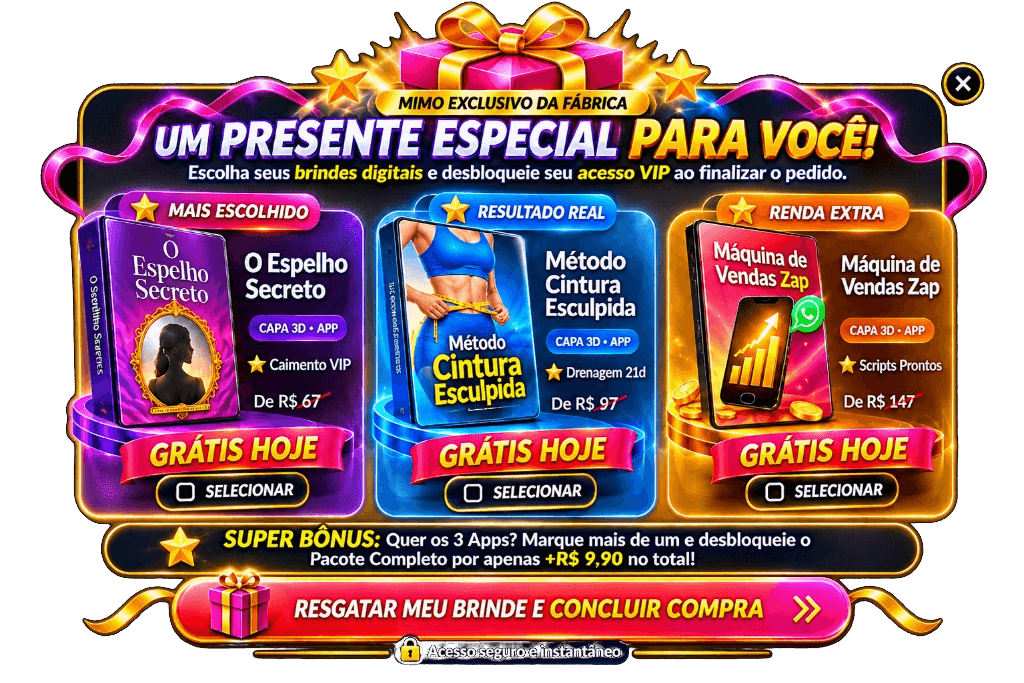 MIMO EXCLUSIVO DA FÁBRICA
UM PRESENTE ESPECIAL PARA VOCÊ!
Escolha seus brindes digitais e desbloqueie seu acesso VIP ao finalizar o pedido.
MAIS ESCOLHIDO
O
Espelho
Secreto
O Espelho
Secreto
CAPA 3D • APP
Caimento VIP
De R$ 67
GRÁTIS HOJE
SELECIONAR
RESULTADO REAL
Método
Cintura
Esculpida
Método
Cintura
Esculpida
CAPA 3D • APP
Drenagem 21d
De R$ 97
GRÁTIS HOJE
SELECIONAR
RENDA EXTRA
Máquina de
Vendas Zap
Máquina de
Vendas Zap
CAPA 3D • APP
Scripts Prontos
De R$ 147
GRÁTIS HOJE
SELECIONAR
SUPER BÔNUS: Quer os 3 Apps? Marque mais de um e desbloqueie o
Pacote Completo por apenas +R$ 9,90 no total!
RESGATAR MEU BRINDE E CONCLUIR COMPRA
Acesso seguro e instantâneo